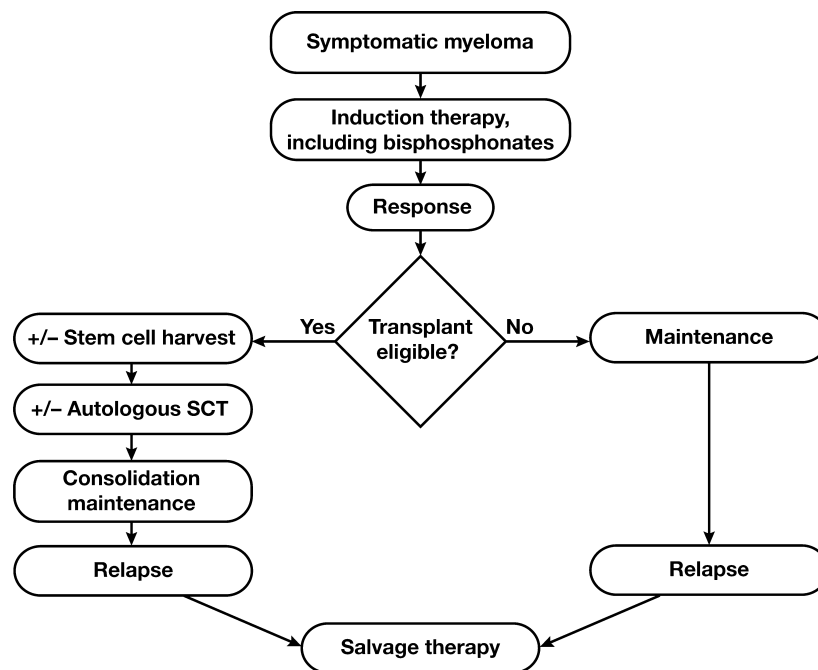 Symptomatic myeloma
Induction therapy,
including bisphosphonates
Response
Transplant
eligible?
Yes
No
+/– Stem cell harvest
+/– Autologous SCT
Consolidation
maintenance
Relapse
Maintenance
Relapse
Salvage therapy